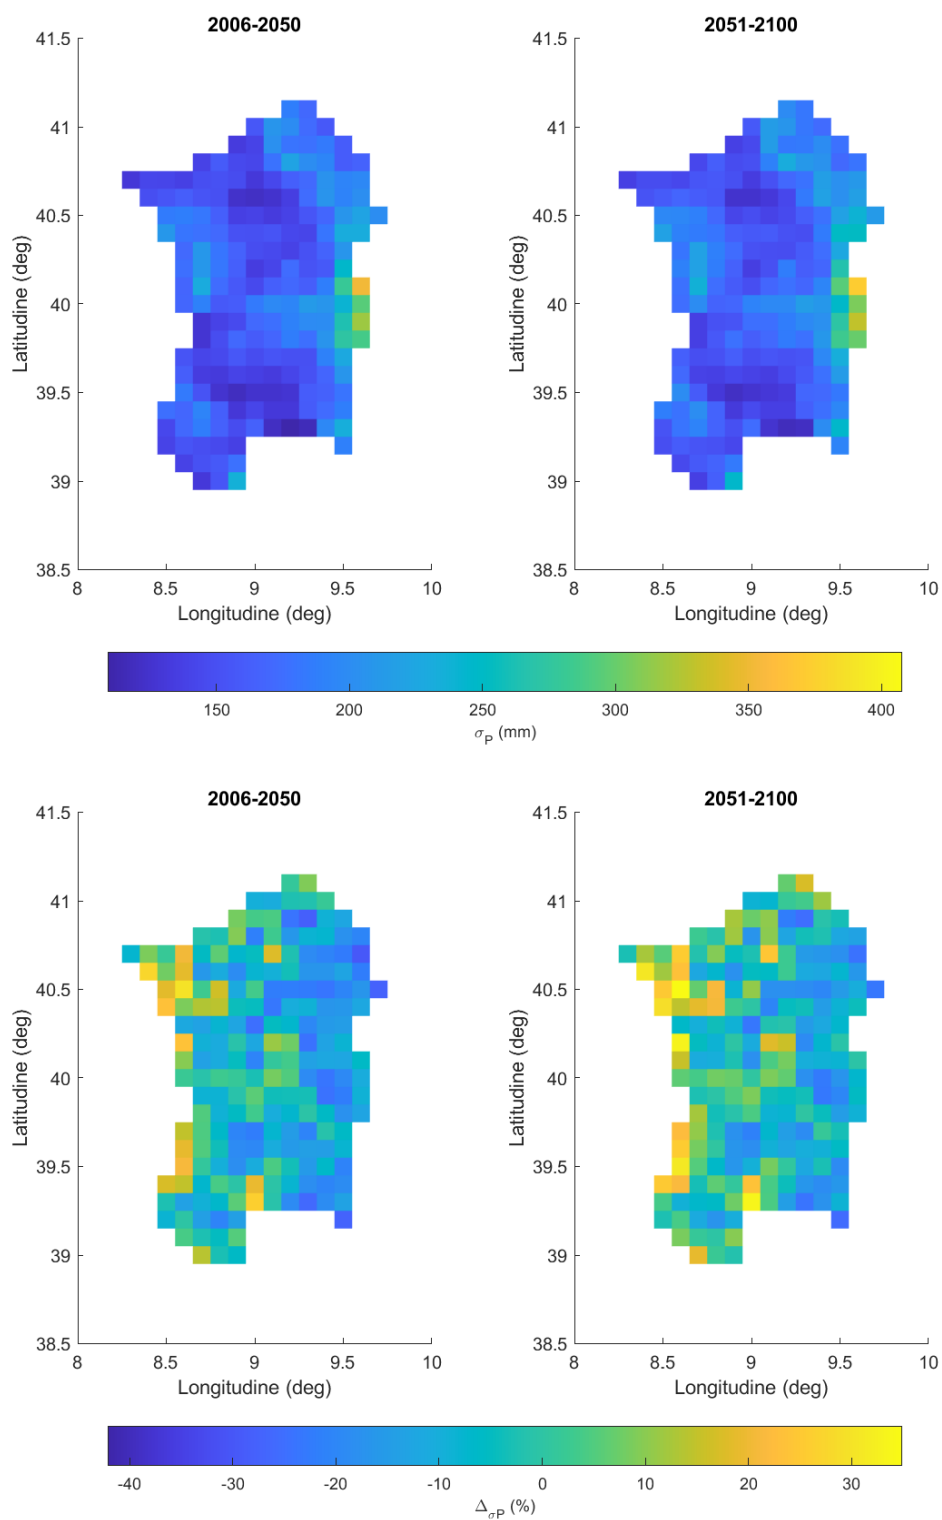 2006-2050
41.5
41
40.5
40
39.5
39
38.5
8 8.5 9 9.5 10
Latitudine (deg)
Longitudine (deg)
2051-2100
41.5
41
40.5
40
39.5
39
38.5
8 8.5 9 9.5 10
Latitudine (deg)
Longitudine (deg)
150 200 250 300 350 400
σP (mm)
2006-2050
41.5
41
40.5
40
39.5
39
38.5
8 8.5 9 9.5 10
Latitudine (deg)
Longitudine (deg)
2051-2100
41.5
41
40.5
40
39.5
39
38.5
8 8.5 9 9.5 10
Latitudine (deg)
Longitudine (deg)
-40 -30 -20 -10 0 10 20 30
ΔσP (%)